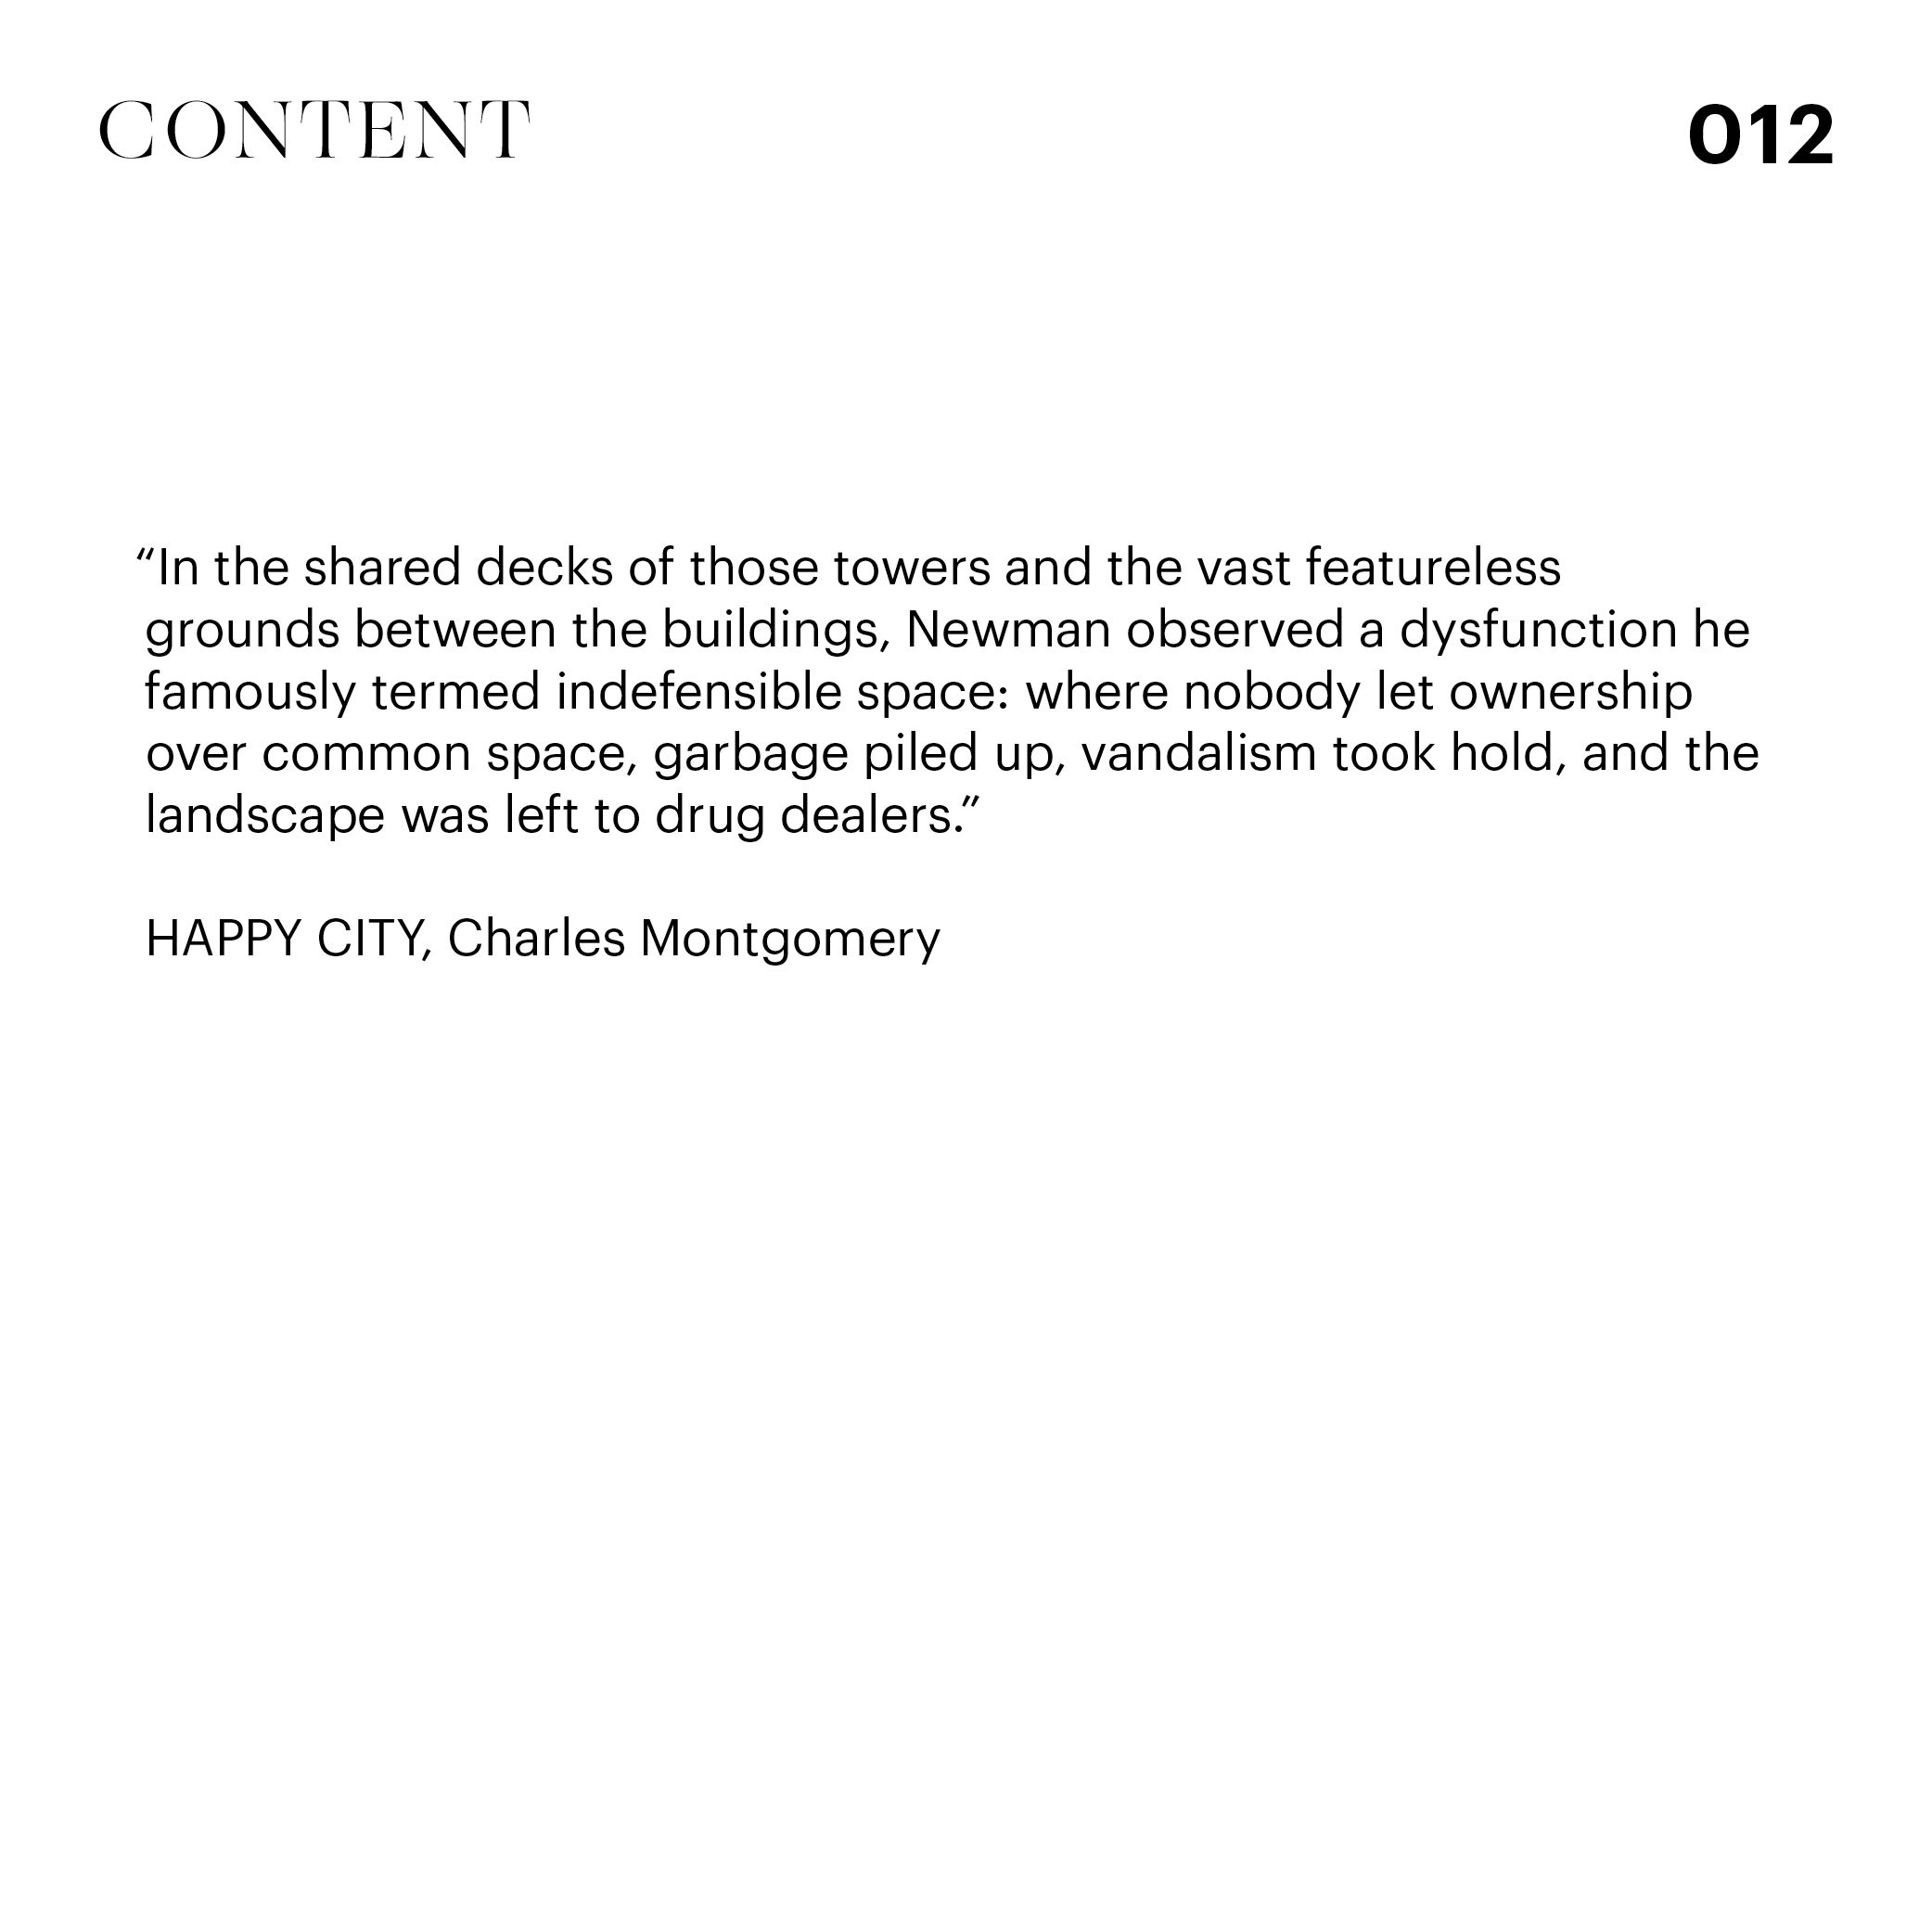 CONTENT
012
“In the shared decks of those towers and the vast featureless
grounds between the buildings, Newman observed a dysfunction he
famously termed indefensible space: where nobody let ownership
over common space, garbage piled up, vandalism took hold, and the
landscape was left to drug dealers.”
HAPPY CITY, Charles Montgomery